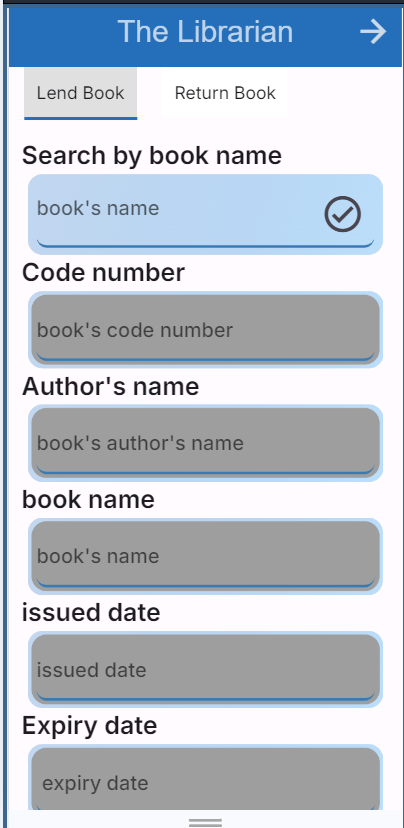 The Librarian
Lend Book Return Book
Search by book name
book's name
Code number
book's code number
Author's name
book's author's name
book name
book's name
issued date
issued date
Expiry date
expiry date